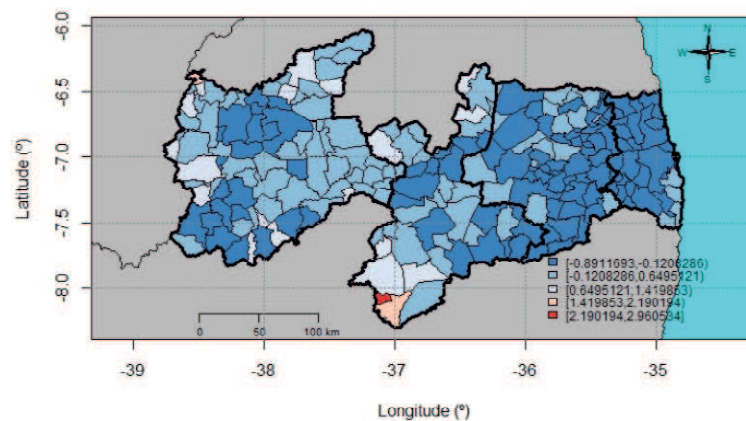 -6.0
-6.5
-7.0
-7.5
-8.0
Latitude (º)
N
W E
S
[-0.8911693,-0.1208286)
[-0.1208286,0.6495121)
[0.6495121,1.419853)
[1.419853,2.190194)
[2.190194,2.960534]
0 50 100 km
-39 -38 -37 -36 -35
Longitude (º)